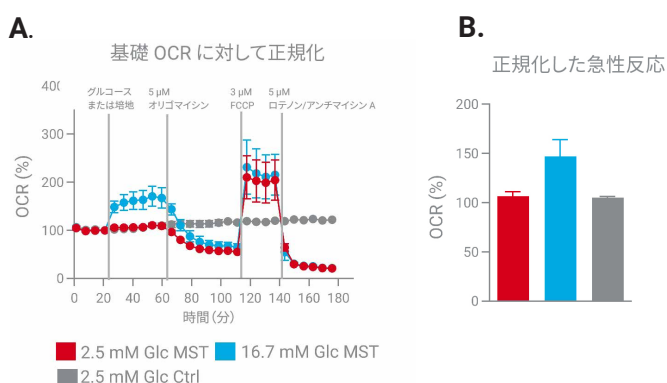 A.
基礎 OCR に対して正規化
グルコース
または培地
5 µM
オリゴマイシン
3 µM
FCCP
5 µM
ロテノン/アンチマイシン A
OCR (%)
300
200
100
0
0 20 40 60 80 100 120 140 160 180
時間（分）
2.5 mM Glc MST
16.7 mM Glc MST
2.5 mM Glc Ctrl
B.
正規化した急性反応
OCR (%)
200
150
100
50
0